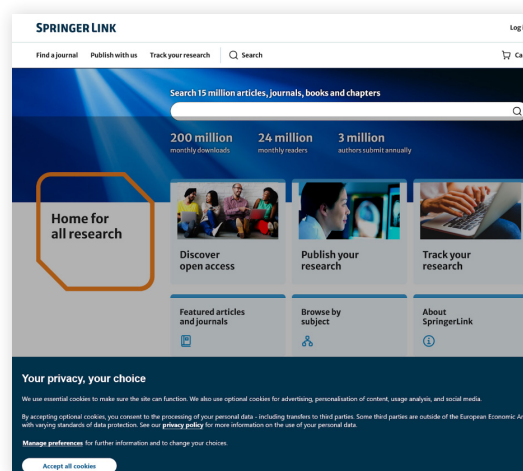 SPRINGER LINK
Log
Find a journal Publish with us Track your research Search
Search 15 million articles, journals, books and chapters
200 million 24 million 3 million
monthly downloads monthly readers authors submit annually
Home for
all research
Discover
open access
Publish your
research
Track your
research
Featured articles
and journals
Browse by
subject
About
SpringerLink
Your privacy, your choice
We use essential cookies to make sure the site can function. We also use optional cookies for advertising, personalisation of content, usage analysis, and social media.
By accepting optional cookies, you consent to the processing of your personal data - including transfers to third parties. Some third parties are outside of the European Economic
with varying standards of data protection. See our privacy policy for more information on the use of your personal data.
Manage preferences for further information and to change your choices.
Accept all cookies